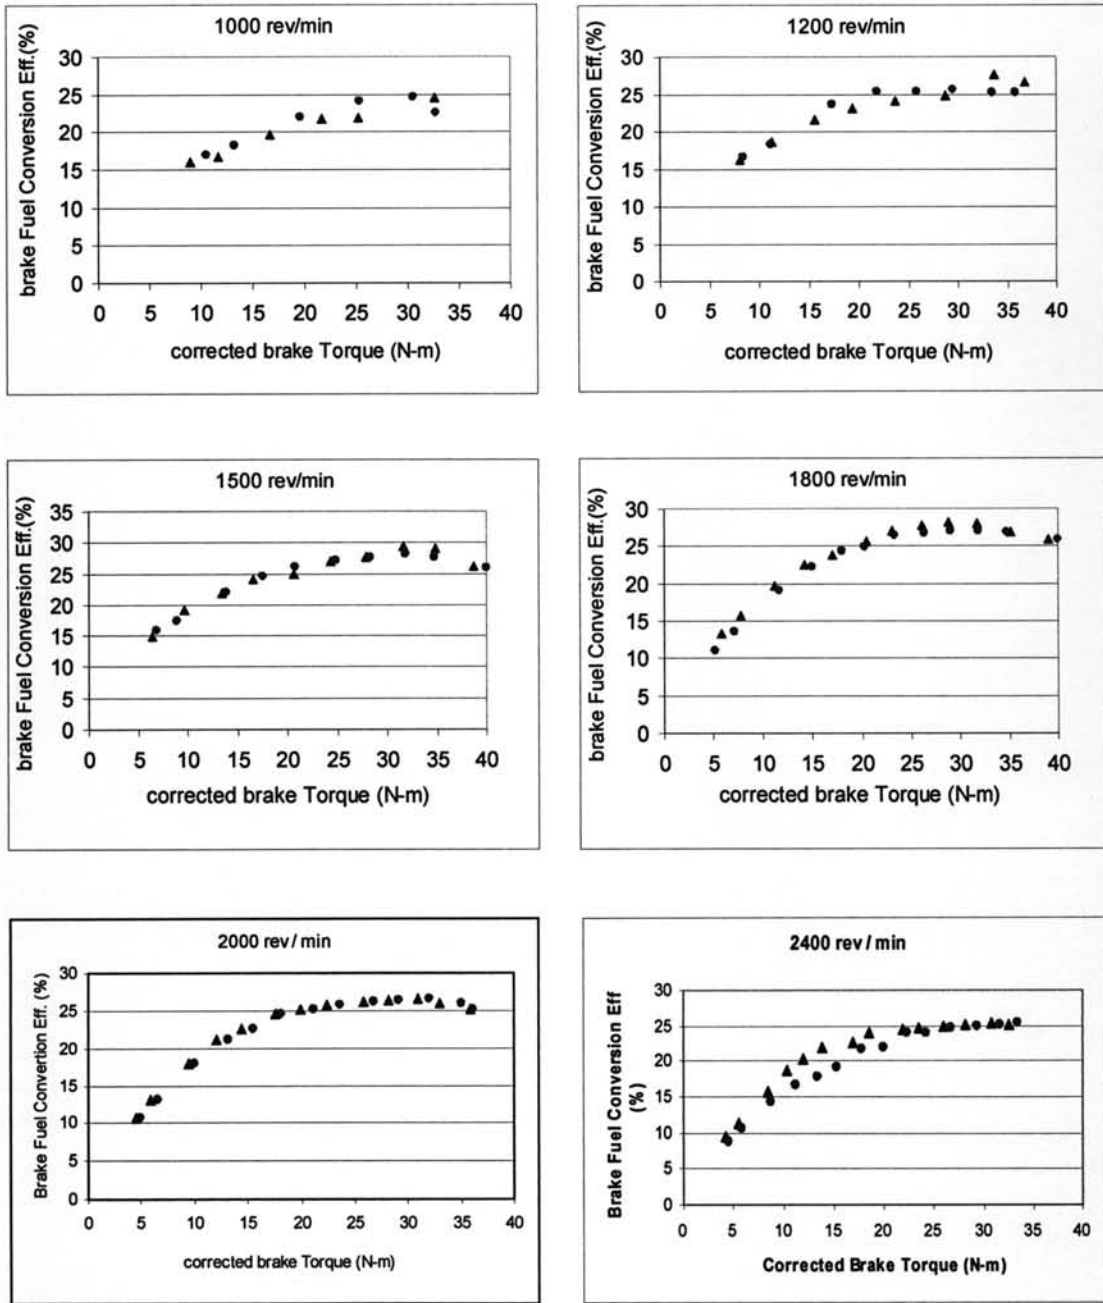 1000 rev/min
brake Fuel Conversion Eff.(%)
30
25
20
15
10
5
0
0 5 10 15 20 25 30 35 40
corrected brake Torque (N-m)
1200 rev/min
brake Fuel Conversion Eff.(%)
30
25
20
15
10
5
0
0 5 10 15 20 25 30 35 40
corrected brake Torque (N-m)
1500 rev/min
brake Fuel Conversion Eff.(%)
35
30
25
20
15
10
5
0
0 5 10 15 20 25 30 35 40
corrected brake Torque (N-m)
1800 rev/min
brake Fuel Conversion Eff.(%)
30
25
20
15
10
5
0
0 5 10 15 20 25 30 35 40
corrected brake Torque (N-m)
2000 rev / min
Brake Fuel Convertion Eff. (%)
30
25
20
15
10
5
0
0 5 10 15 20 25 30 35 40
corrected brake Torque (N-m)
2400 rev / min
Brake Fuel Conversion Eff
(%)
30
25
20
15
10
5
0
0 5 10 15 20 25 30 35 40
Corrected Brake Torque (N-m)